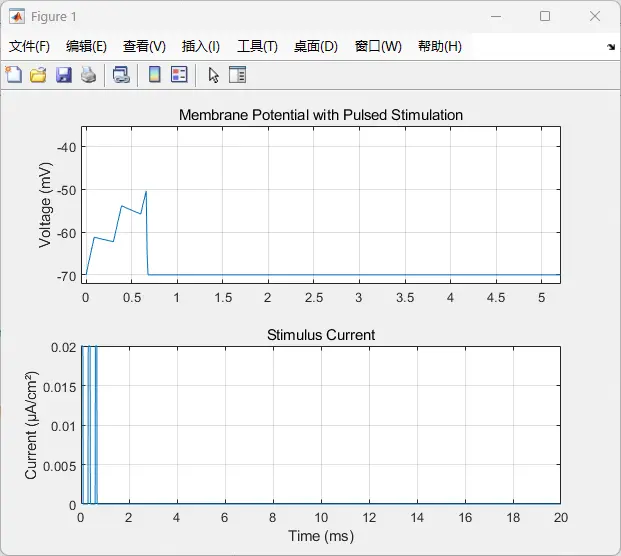 Figure 1
文件(F) 编辑(E) 查看(V) 插入(I) 工具(T) 桌面(D) 窗口(W) 帮助(H)
Membrane Potential with Pulsed Stimulation
Voltage (mV)
-40
-50
-60
-70
0 0.5 1 1.5 2 2.5 3 3.5 4 4.5 5
Stimulus Current
Current (μA/cm²)
0.02
0.015
0.01
0.005
0
0 2 4 6 8 10 12 14 16 18 20
Time (ms)